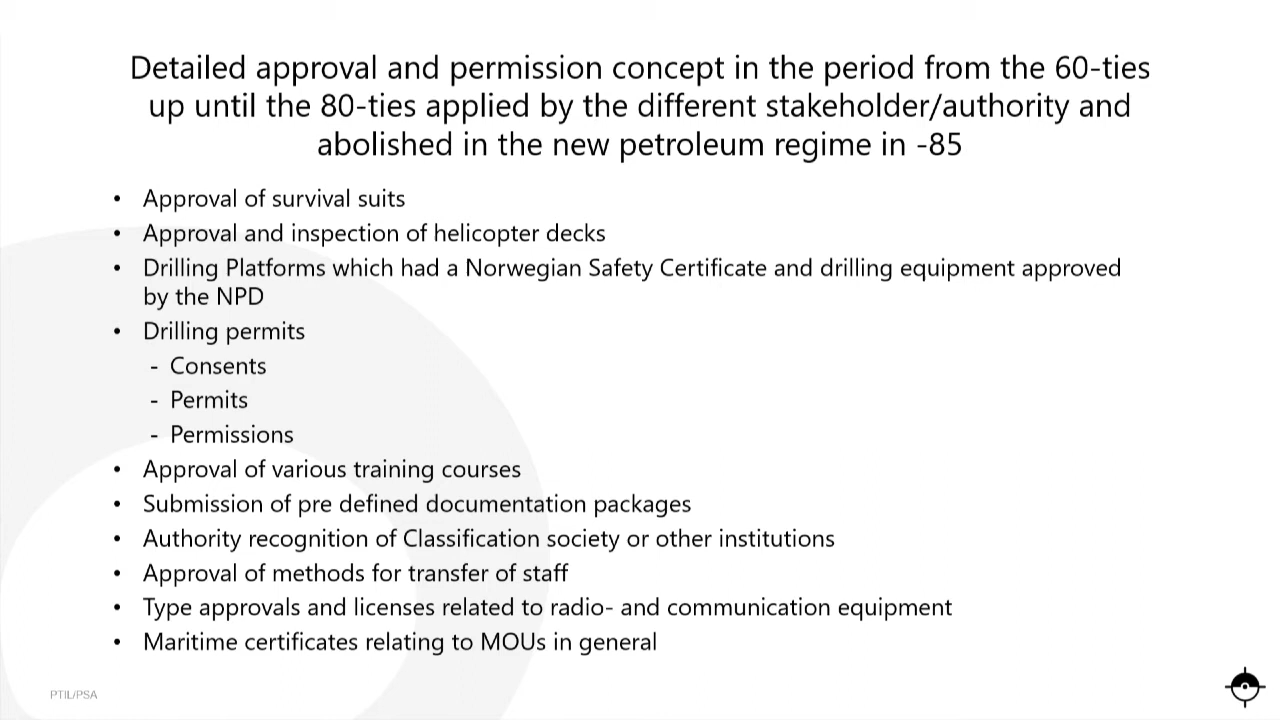 Detailed approval and permission concept in the period from the 60-ties
up until the 80-ties applied by the different stakeholder/authority and
abolished in the new petroleum regime in -85
• Approval of survival suits
• Approval and inspection of helicopter decks
• Drilling Platforms which had a Norwegian Safety Certificate and drilling equipment approved
by the NPD
• Drilling permits
- Consents
- Permits
- Permissions
• Approval of various training courses
• Submission of pre defined documentation packages
• Authority recognition of Classification society or other institutions
• Approval of methods for transfer of staff
• Type approvals and licenses related to radio- and communication equipment
• Maritime certificates relating to MOUs in general
PTIL/PSA